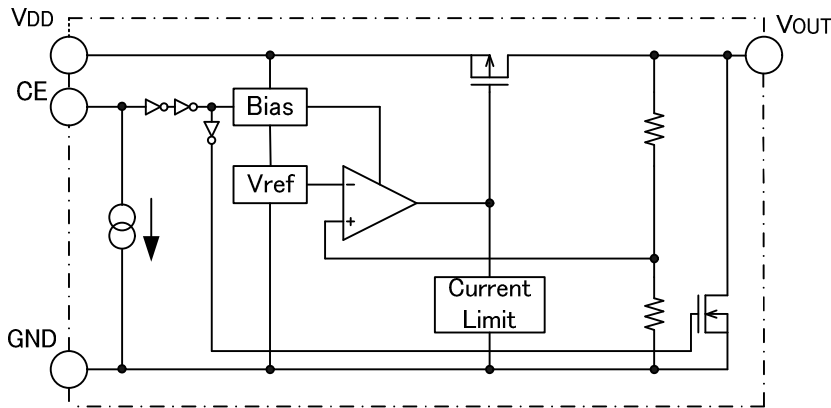 VDD
VOUT
CE
Bias
Vref
−
+
Current
Limit
GND